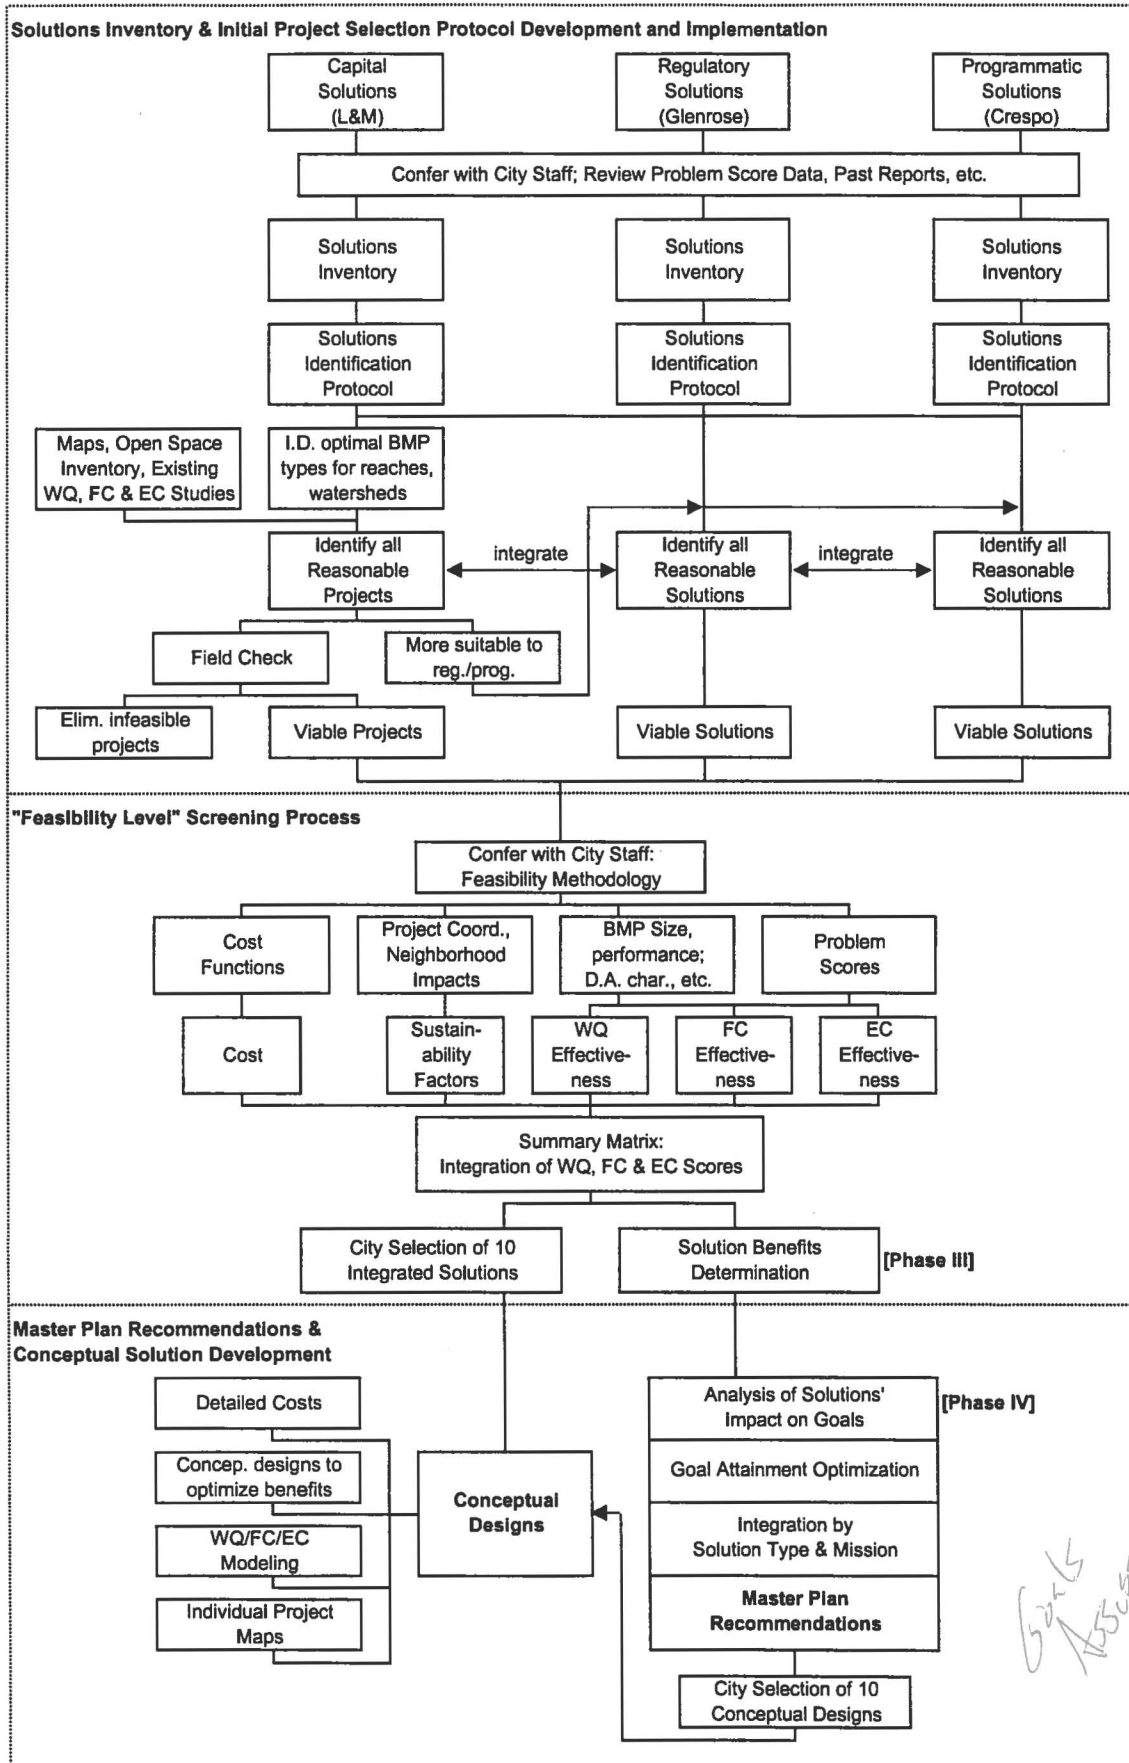 Solutions Inventory & Initial Project Selection Protocol Development and Implementation
Capital
Solutions
(L&M)
Regulatory
Solutions
(Glenrose)
Programmatic
Solutions
(Crespo)
Confer with City Staff; Review Problem Score Data, Past Reports, etc.
Solutions
Inventory
Solutions
Inventory
Solutions
Inventory
Solutions
Identification
Protocol
Solutions
Identification
Protocol
Solutions
Identification
Protocol
Maps, Open Space
Inventory, Existing
WQ, FC & EC Studies
I.D. optimal BMP
types for reaches,
watersheds
Identify all
Reasonable
Projects
integrate
Identify all
Reasonable
Solutions
integrate
Identify all
Reasonable
Solutions
Field Check
More suitable to
reg./prog.
Elim. infeasible
projects
Viable Projects
Viable Solutions
Viable Solutions
"Feasibility Level" Screening Process
Confer with City Staff:
Feasibility Methodology
Cost
Functions
Project Coord.,
Neighborhood
Impacts
BMP Size,
performance;
D.A. char., etc.
Problem
Scores
Cost
Sustain-
ability
Factors
WQ
Effective-
ness
FC
Effective-
ness
EC
Effective-
ness
Summary Matrix:
Integration of WQ, FC & EC Scores
City Selection of 10
Integrated Solutions
Solution Benefits
Determination
[Phase III]
Master Plan Recommendations &
Conceptual Solution Development
Detailed Costs
Concep. designs to
optimize benefits
WQ/FC/EC
Modeling
Individual Project
Maps
Conceptual
Designs
Analysis of Solutions'
Impact on Goals
[Phase IV]
Goal Attainment Optimization
Integration by
Solution Type & Mission
Master Plan
Recommendations
City Selection of 10
Conceptual Designs
Goals